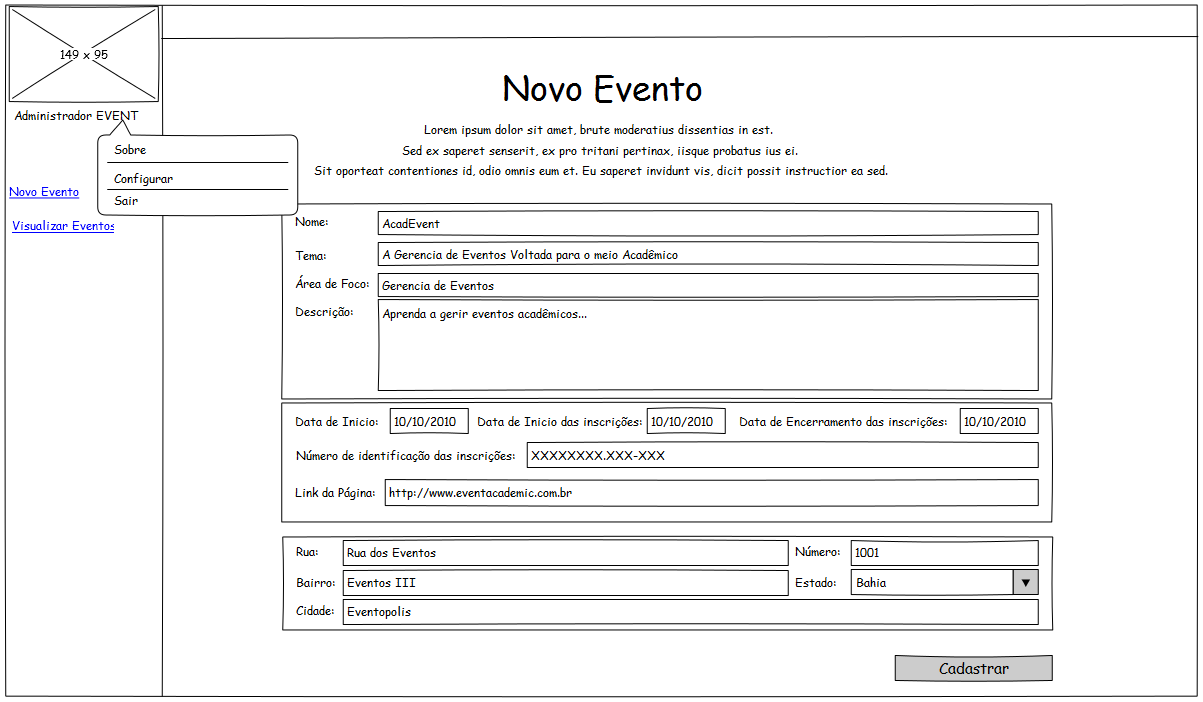 149 x 95
Administrador EVENT
Sobre
Configurar
Sair
Novo Evento
Visualizar Eventos
Novo Evento
Lorem ipsum dolor sit amet, brute moderatius dissentias in est.
Sed ex saperet senserit, ex pro tritani pertinax, iisque probatus ius ei.
Sit oporteat contentiones id, odio omnis eum et. Eu saperet invidunt vis, dicit possit instructior ea sed.
Nome: AcadEvent
Tema: A Gerencia de Eventos Voltada para o meio Acadêmico
Área de Foco: Gerencia de Eventos
Descrição: Aprenda a gerir eventos acadêmicos...
Data de Inicio: 10/10/2010 Data de Inicio das inscrições: 10/10/2010 Data de Encerramento das inscrições: 10/10/2010
Número de identificação das inscrições: XXXXXXXX.XXX-XXX
Link da Página: http://www.eventacademic.com.br
Rua: Rua dos Eventos Número: 1001
Bairro: Eventos III Estado: Bahia
Cidade: Eventopolis
Cadastrar